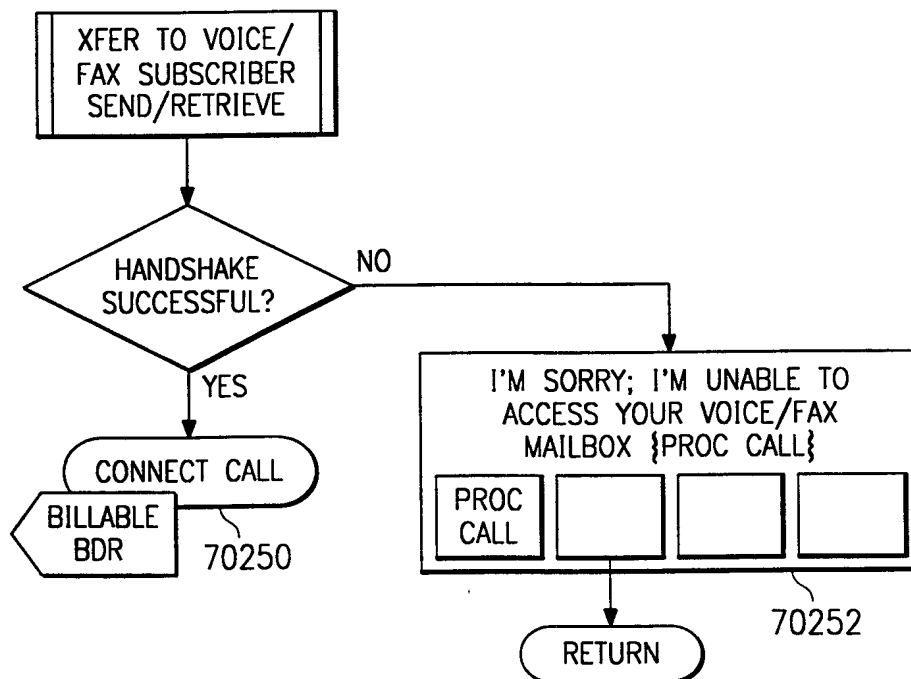 XFER TO VOICE/
FAX SUBSCRIBER
SEND/RETRIEVE
HANDSHAKE
SUCCESSFUL?
NO
YES
CONNECT CALL
BILLABLE
BDR
70250
I'M SORRY; I'M UNABLE TO
ACCESS YOUR VOICE/FAX
MAILBOX {PROC CALL}
PROC
CALL
70252
RETURN